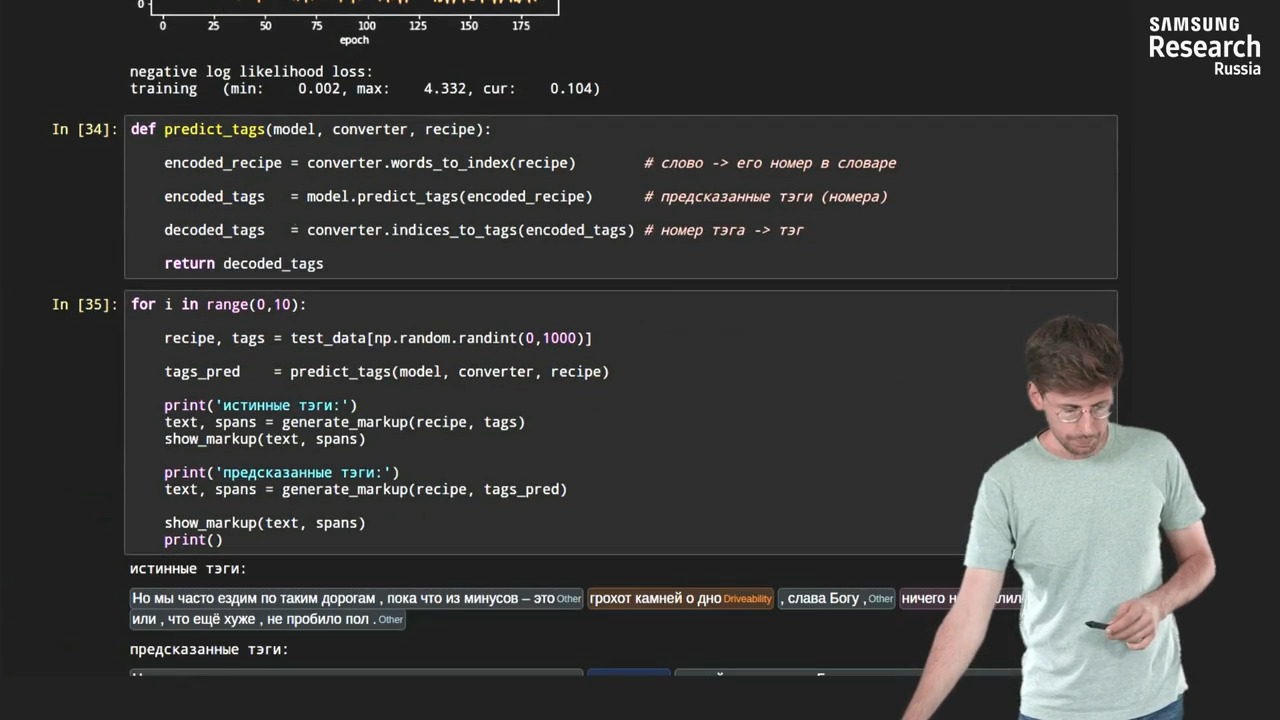 0
0 25 50 75 100 125 150 175
epoch
SAMSUNG
Research
Russia
negative log likelihood loss:
training (min: 0.002, max: 4.332, cur: 0.104)
In [34]:
def predict_tags(model, converter, recipe):
encoded_recipe = converter.words_to_index(recipe) # слово -> его номер в словаре
encoded_tags = model.predict_tags(encoded_recipe) # предсказанные тэги (номера)
decoded_tags = converter.indices_to_tags(encoded_tags) # номер тэга -> тэг
return decoded_tags
In [35]:
for i in range(0,10):
recipe, tags = test_data[np.random.randint(0,1000)]
tags_pred = predict_tags(model, converter, recipe)
print('истинные тэги:')
text, spans = generate_markup(recipe, tags)
show_markup(text, spans)
print('предсказанные тэги:')
text, spans = generate_markup(recipe, tags_pred)
show_markup(text, spans)
print()
истинные тэги:
Но мы часто ездим по таким дорогам , пока что из минусов – это Other грохот камней о дно Driveability , слава Богу , Other ничего
или , что ещё хуже , не пробило пол . Other
предсказанные тэги: